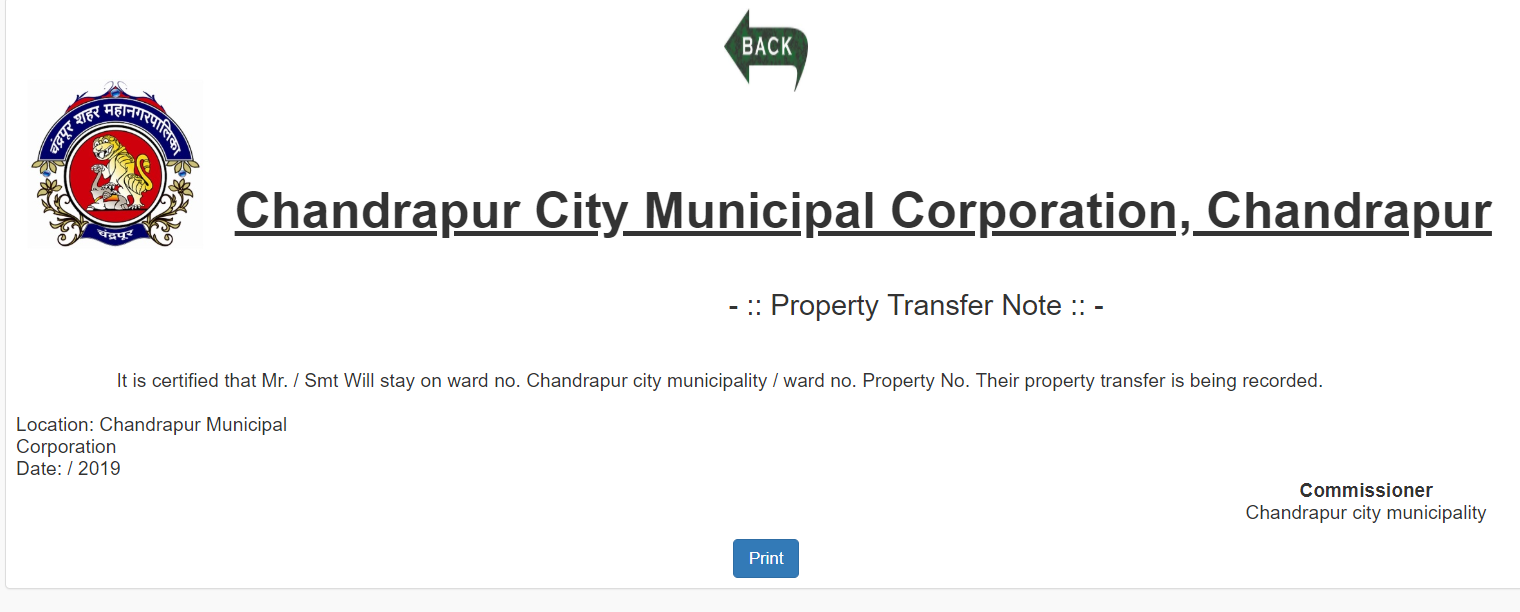 BACK
चंद्रपूर शहर महानगरपालिका
चंद्रपूर
Chandrapur City Municipal Corporation, Chandrapur
- :: Property Transfer Note :: -
It is certified that Mr. / Smt Will stay on ward no. Chandrapur city municipality / ward no. Property No. Their property transfer is being recorded.
Location: Chandrapur Municipal
Corporation
Date: / 2019
Commissioner
Chandrapur city municipality
Print